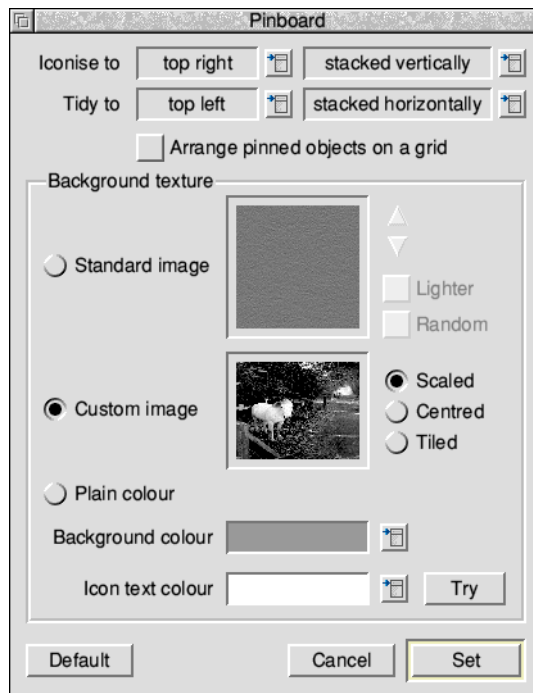 Pinboard
Iconise to top right stacked vertically
Tidy to top left stacked horizontally
Arrange pinned objects on a grid
Background texture
Standard image
Lighter
Random
Custom image
Scaled
Centred
Tiled
Plain colour
Background colour
Icon text colour Try
Default Cancel Set